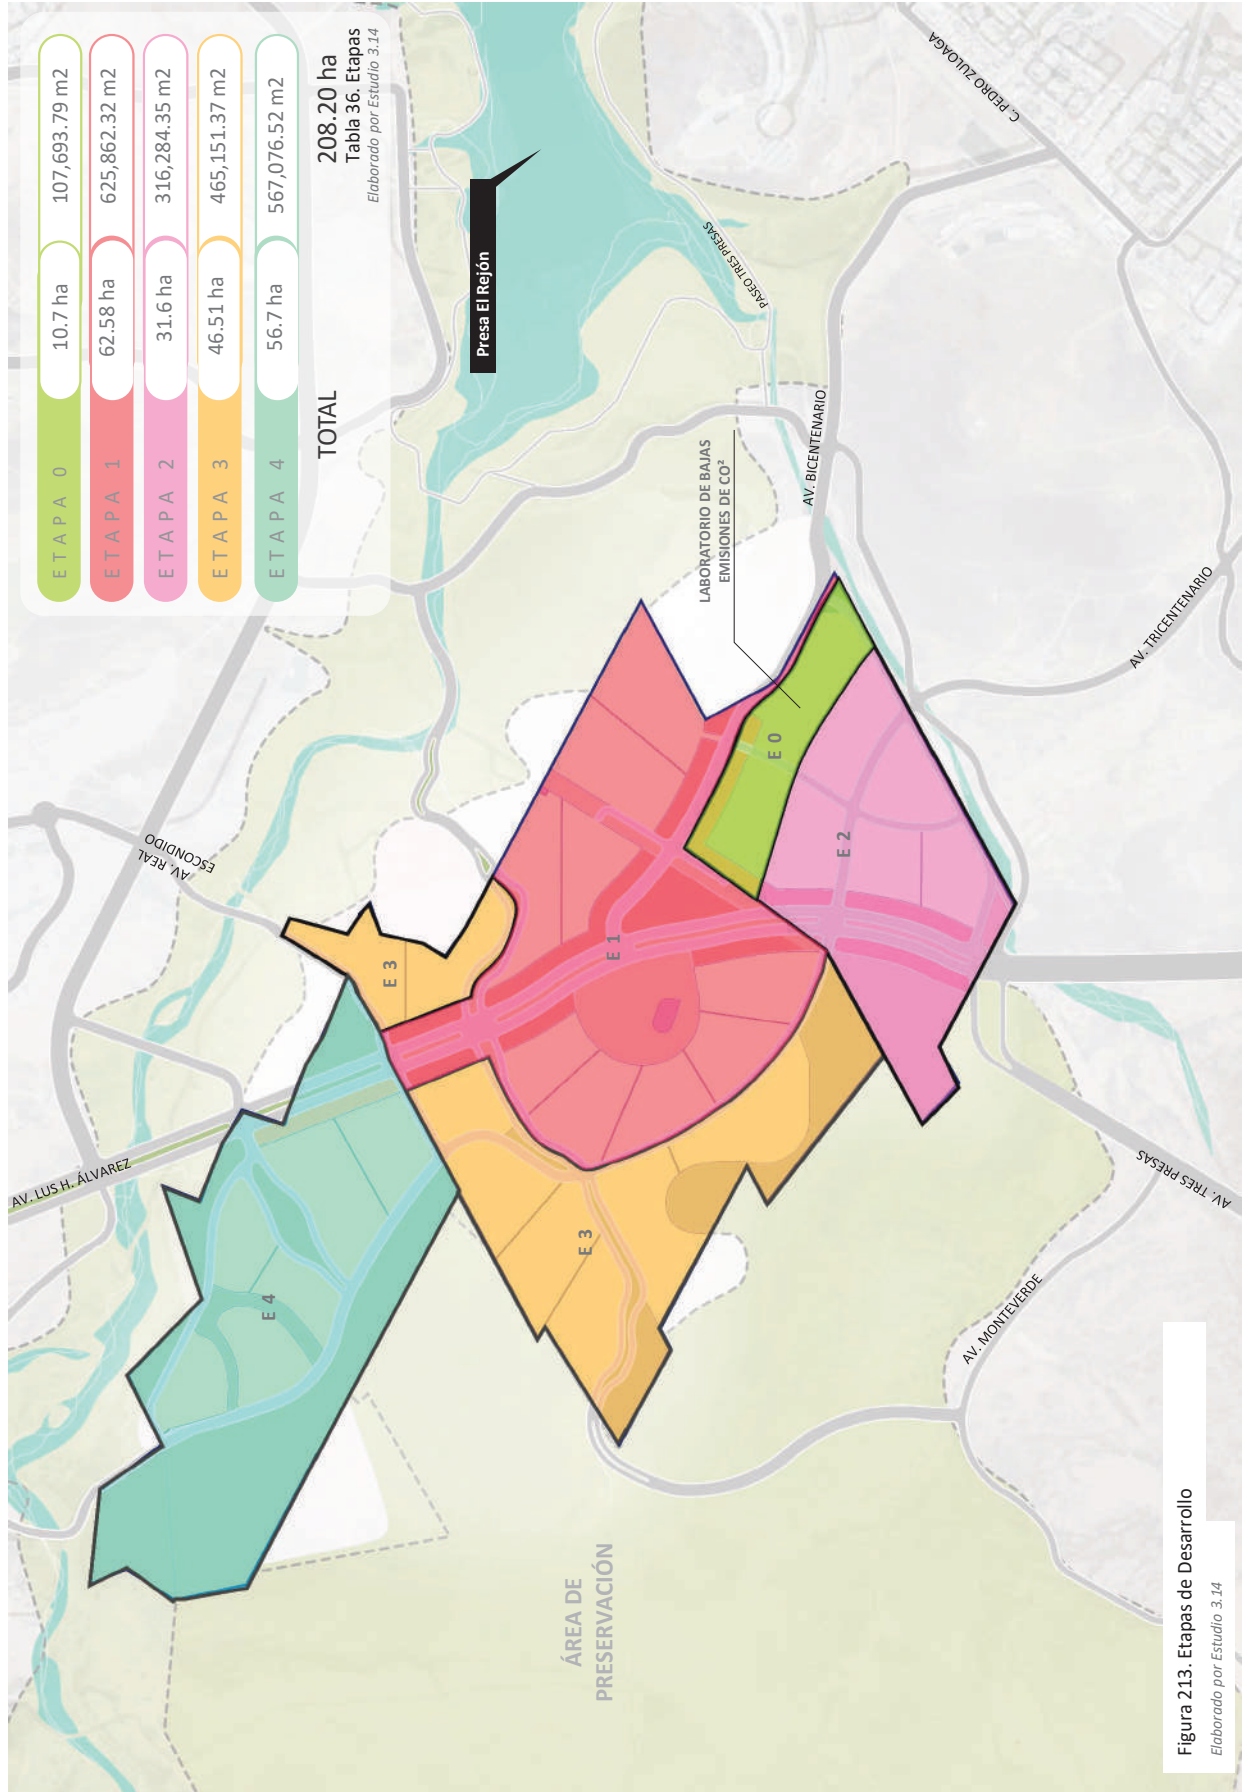 ETAPA 0 10.7 ha 107,693.79 m2
ETAPA 1 62.58 ha 625,862.32 m2
ETAPA 2 31.6 ha 316,284.35 m2
ETAPA 3 46.51 ha 465,151.37 m2
ETAPA 4 56.7 ha 567,076.52 m2
TOTAL 208.20 ha
Tabla 36. Etapas
Elaborado por Estudio 3.14
Presa El Rejón
C. PEDRO ZULOAGA
PASEO TRES PRESAS
AV. BICENTENARIO
LABORATORIO DE BAJAS
EMISIONES DE CO²
AV. TRICENTENARIO
AV. REAL
ESCONDIDO
AV. LUS H. ÁLVAREZ
E 0
E 1
E 2
E 3
E 3
E 4
AV. TRES PRESAS
AV. MONTEVERDE
ÁREA DE
PRESERVACIÓN
Figura 213. Etapas de Desarrollo
Elaborado por Estudio 3.14